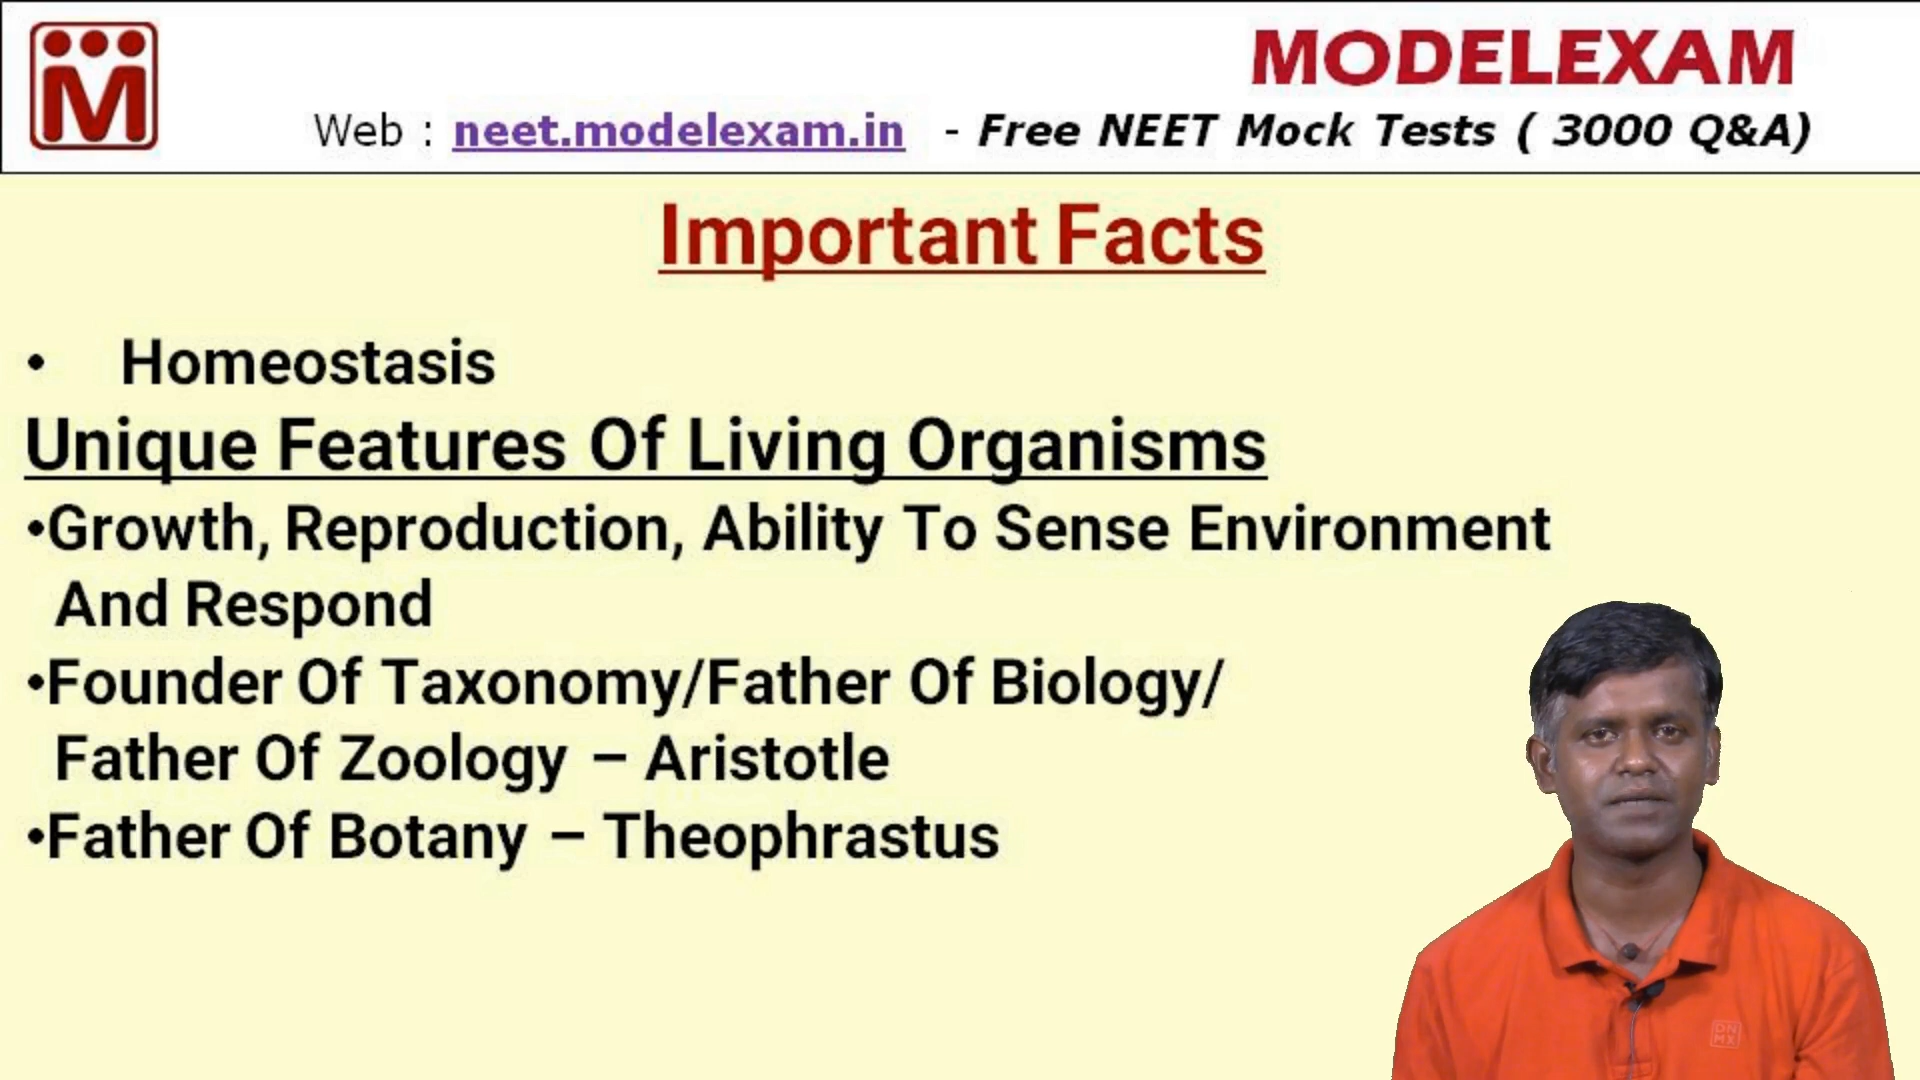 M
MODELEXAM
Web : neet.modelexam.in - Free NEET Mock Tests ( 3000 Q&A)
Important Facts
• Homeostasis
Unique Features Of Living Organisms
•Growth, Reproduction, Ability To Sense Environment
And Respond
•Founder Of Taxonomy/Father Of Biology/
Father Of Zoology – Aristotle
•Father Of Botany – Theophrastus
DN
MX